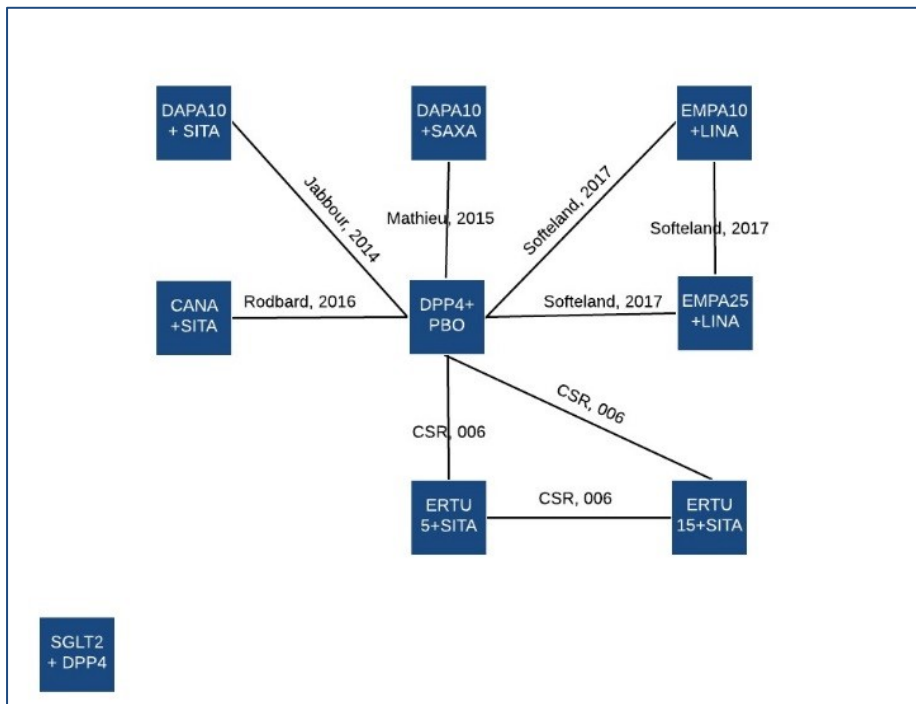 DAPA10
+ SITA
DAPA10
+SAXA
EMPA10
+LINA
Jabbour, 2014
Mathieu, 2015
Softeland, 2017
Softeland, 2017
CANA
+SITA
Rodbard, 2016
DPP4+
PBO
Softeland, 2017
EMPA25
+LINA
CSR, 006
CSR, 006
ERTU
5+SITA
CSR, 006
ERTU
15+SITA
SGLT2
+ DPP4